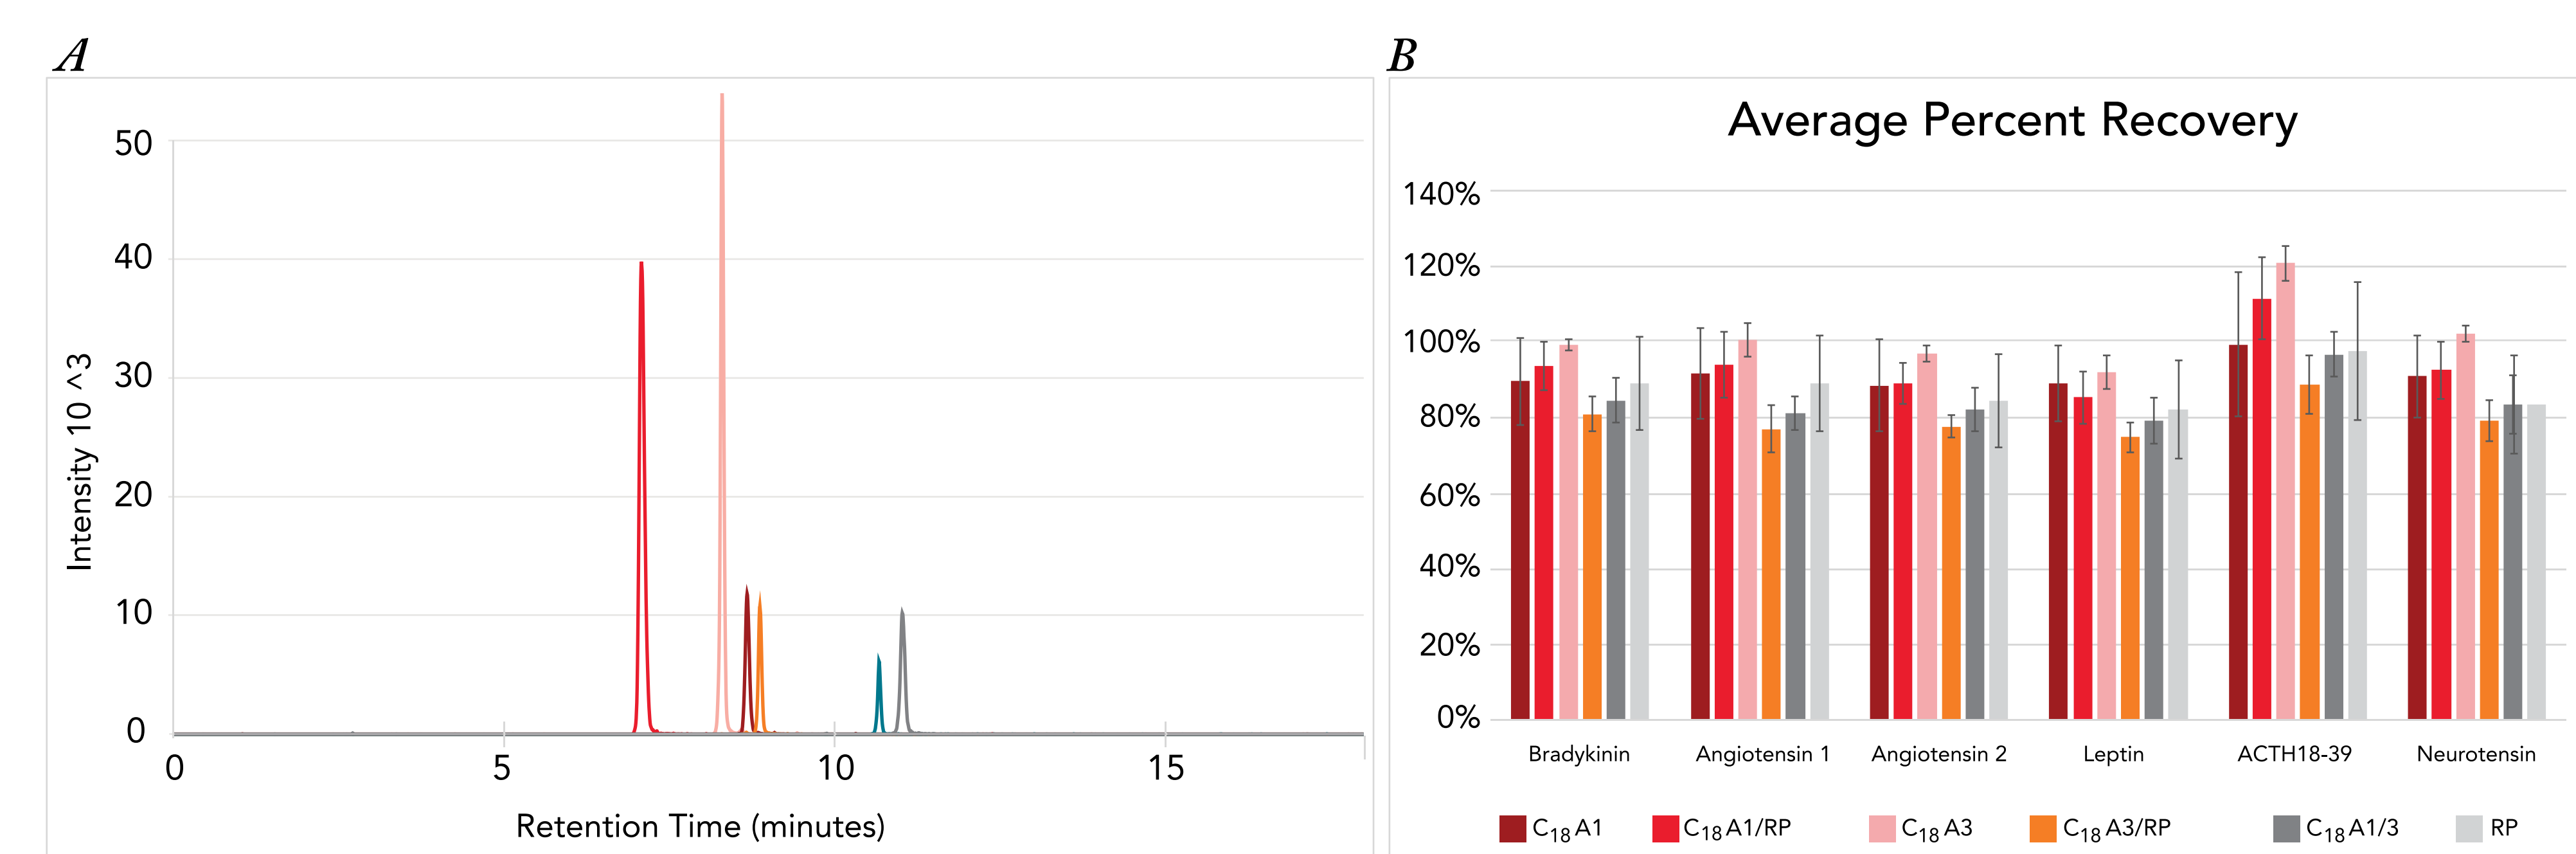 A
50
40
30
20
10
0
Intensity 10 ^3
0 5 10 15
Retention Time (minutes)
B
Average Percent Recovery
140%
120%
100%
80%
60%
40%
20%
0%
Bradykinin Angiotensin 1 Angiotensin 2 Leptin ACTH18-39 Neurotensin
C18 A1 C18 A1/RP C18 A3 C18 A3/RP C18 A1/3 RP